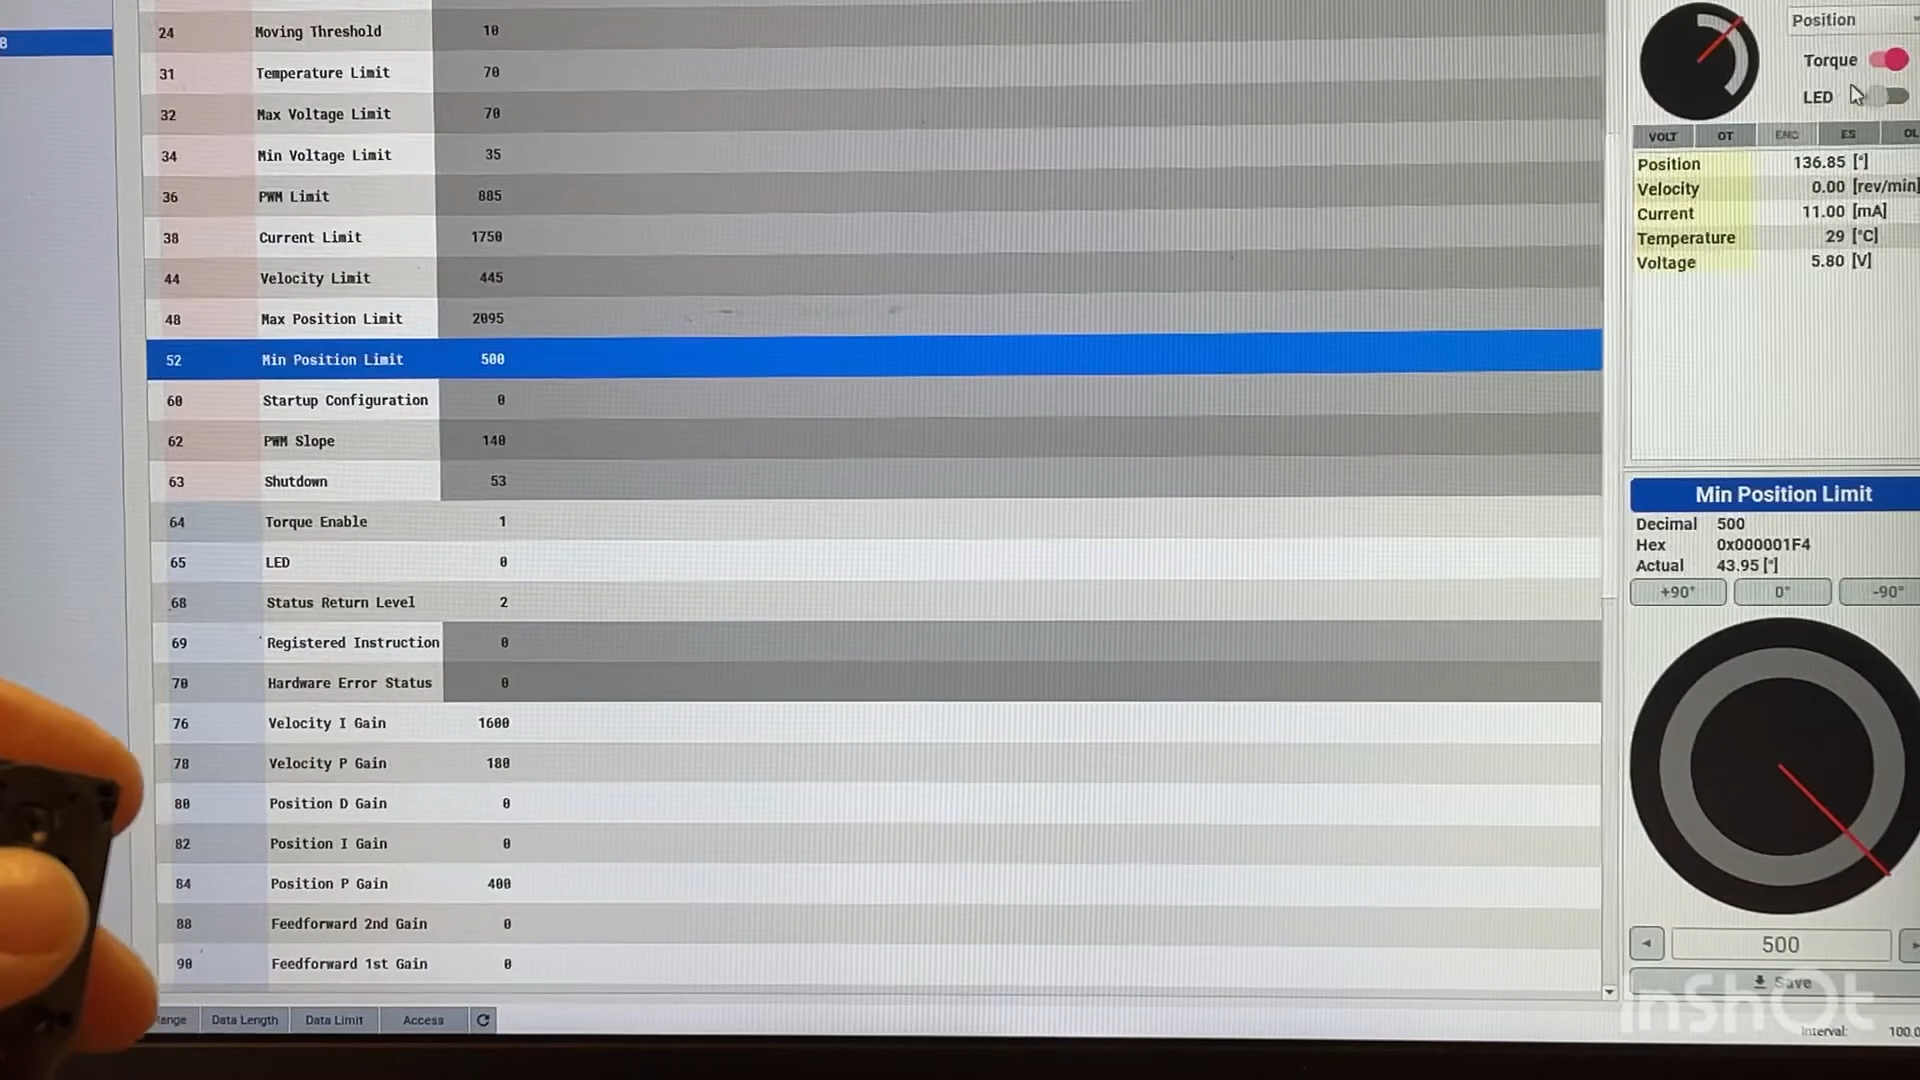 8
24 Moving Threshold 10
31 Temperature Limit 70
32 Max Voltage Limit 70
34 Min Voltage Limit 35
36 PWM Limit 885
38 Current Limit 1750
44 Velocity Limit 445
48 Max Position Limit 2095
52 Min Position Limit 500
60 Startup Configuration 0
62 PWM Slope 140
63 Shutdown 53
64 Torque Enable 1
65 LED 0
68 Status Return Level 2
69 Registered Instruction 0
70 Hardware Error Status 0
76 Velocity I Gain 1600
78 Velocity P Gain 180
80 Position D Gain 0
82 Position I Gain 0
84 Position P Gain 400
88 Feedforward 2nd Gain 0
90 Feedforward 1st Gain 0
Data Length Data Limit Access
Position
Torque
LED
VOLT OT ENC ES OL
Position 136.85 [°]
Velocity 0.00 [rev/min]
Current 11.00 [mA]
Temperature 29 [°C]
Voltage 5.80 [V]
Min Position Limit
Decimal 500
Hex 0x000001F4
Actual 43.95 [°]
+90° 0° -90°
500
Save
InShOt
Interval: 100.0